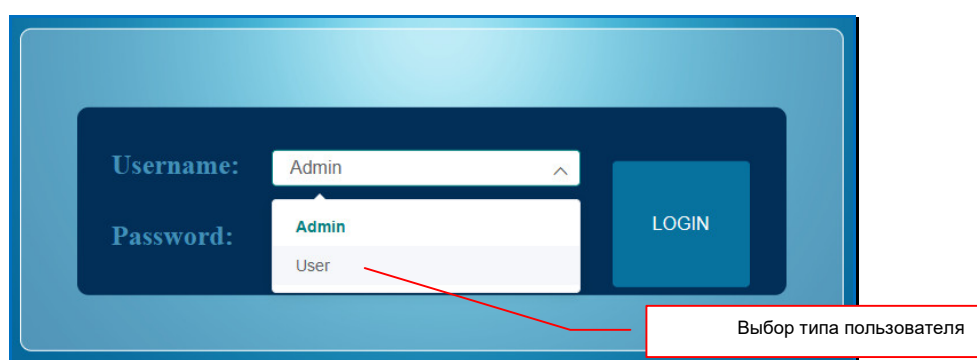 Username:
Admin
Password:
Admin
User
LOGIN
Выбор типа пользователя